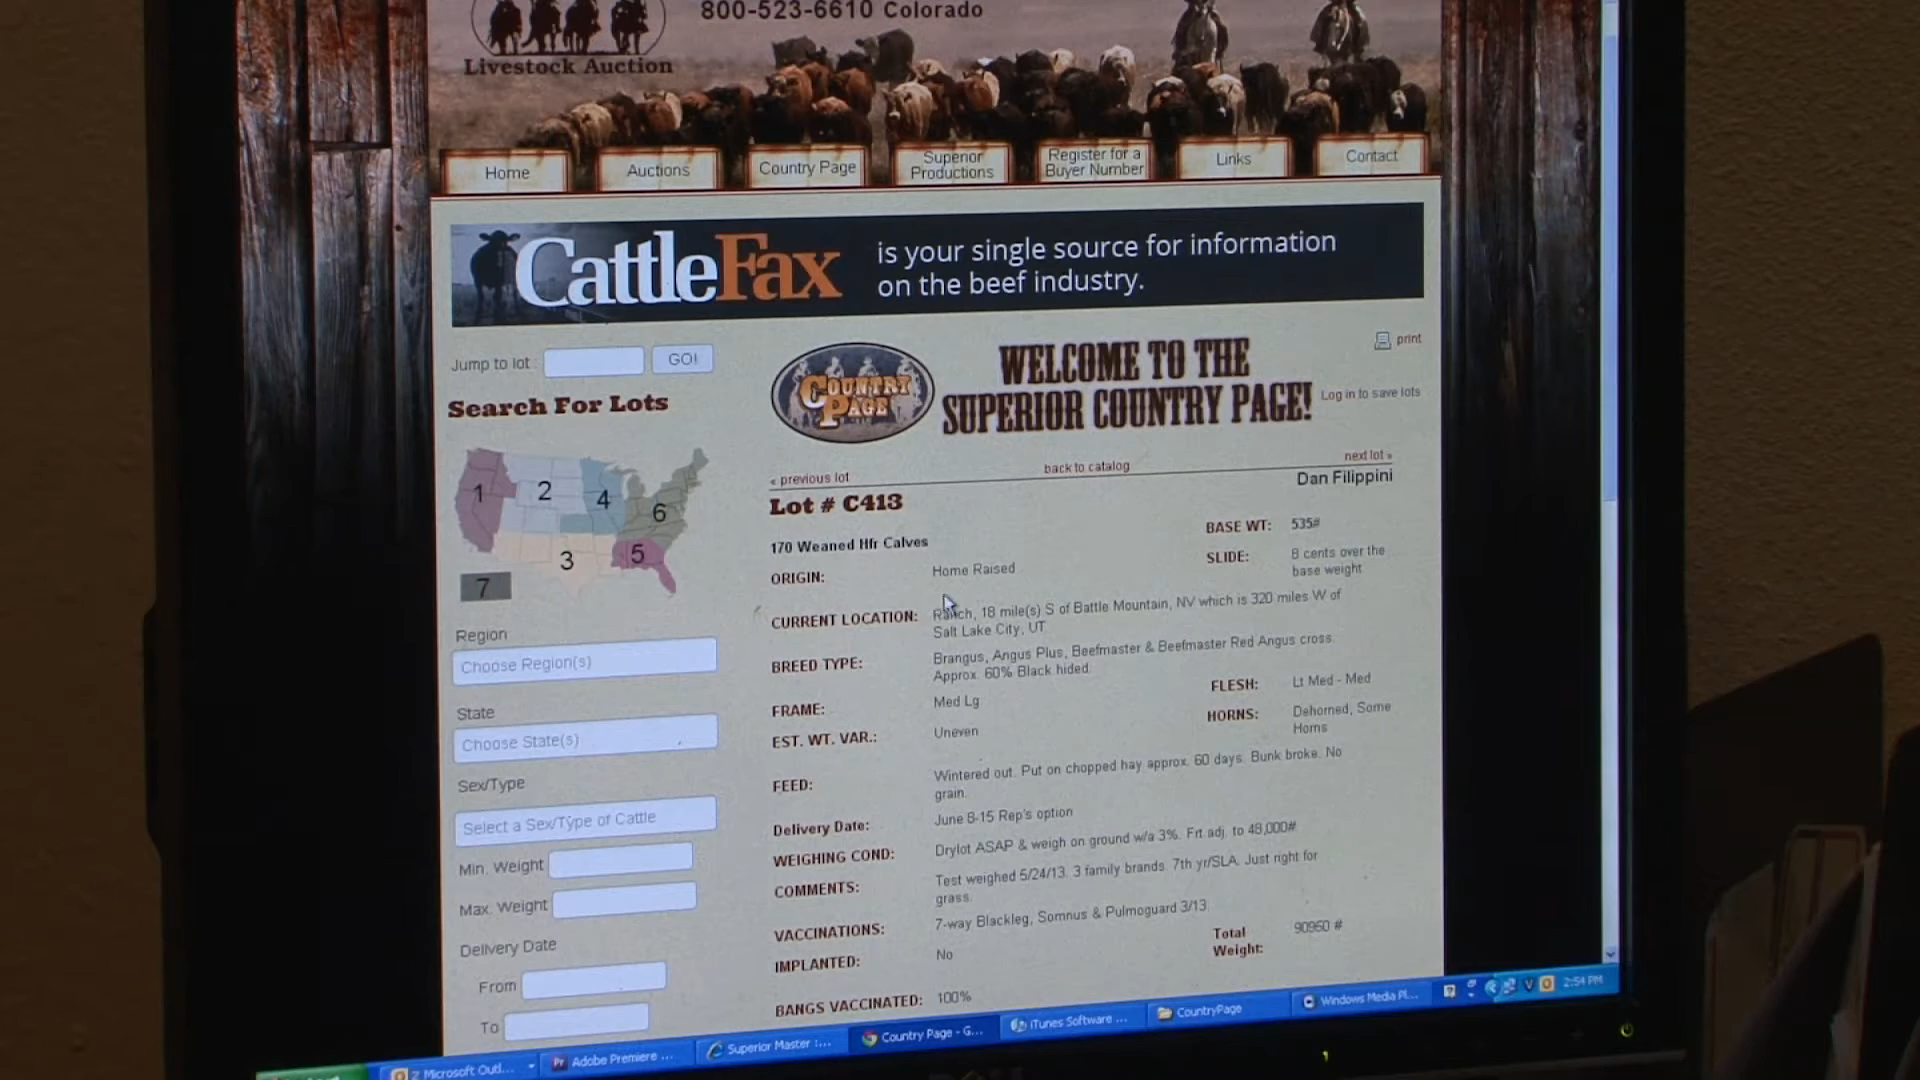 800-523-6610 Colorado
Livestock Auction
Home
Auctions
Country Page
Superior
Productions
Register for a
Buyer Number
Links
Contact
CattleFax
is your single source for information
on the beef industry.
Jump to lot :
GO!
print
COUNTRY
PAGE
WELCOME TO THE
SUPERIOR COUNTRY PAGE!
Log in to save lots
Search For Lots
1
2
3
4
5
6
7
« previous lot
back to catalog
next lot »
Lot # C413
Dan Filippini
170 Weaned Hfr Calves
BASE WT: 535#
ORIGIN: Home Raised
SLIDE: 8 cents over the
base weight
CURRENT LOCATION: Ranch, 18 mile(s) S of Battle Mountain, NV which is 320 miles W of
Salt Lake City, UT
BREED TYPE: Brangus, Angus Plus, Beefmaster & Beefmaster Red Angus cross.
Approx. 60% Black hided.
FRAME: Med Lg
FLESH: Lt Med - Med
EST. WT. VAR.: Uneven
HORNS: Dehorned, Some
Horns
FEED: Wintered out. Put on chopped hay approx. 60 days. Bunk broke. No
grain.
Delivery Date: June 8-15 Rep's option
WEIGHING COND: Drylot ASAP & weigh on ground w/a 3%. Frt adj. to 48,000#
COMMENTS: Test weighed 5/24/13. 3 family brands. 7th yr/SLA. Just right for
grass.
VACCINATIONS: 7-way Blackleg, Somnus & Pulmoguard 3/13
IMPLANTED: No
Total
Weight: 90950 #
BANGS VACCINATED: 100%
Region
Choose Region(s)
State
Choose State(s)
Sex/Type
Select a Sex/Type of Cattle
Min. Weight
Max. Weight
Delivery Date
From
To
2 Microsoft Outl...
Adobe Premiere ...
Superior Master :...
Country Page - G...
iTunes Software ...
CountryPage
Windows Media Pl...
2:54 PM